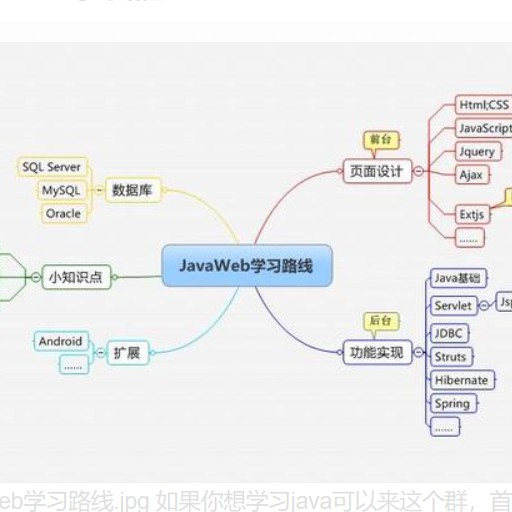 JavaWeb学习路线
前台
页面设计
Html;CSS
JavaScript
Jquery
Ajax
Extjs
......
后台
功能实现
Java基础
Servlet
JDBC
Struts
Hibernate
Spring
......
数据库
SQL Server
MySQL
Oracle
小知识点
扩展
Android
......
eb学习路线.jpg 如果你想学习java可以来这个群，首